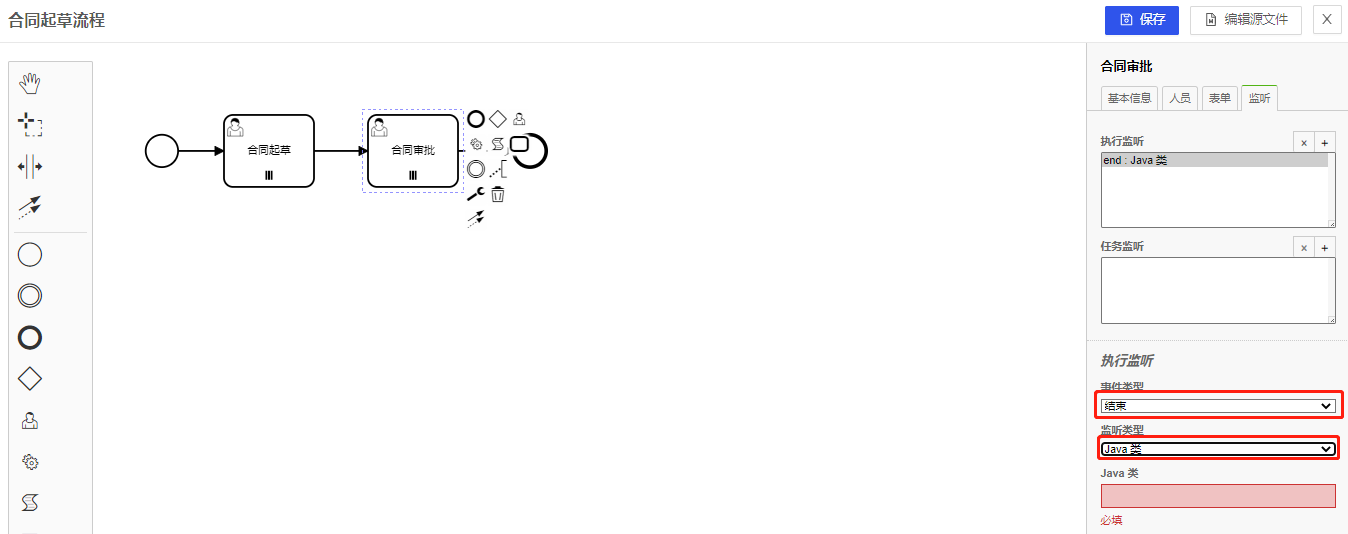 合同起草流程
保存
编辑源文件
X
合同审批
基本信息
人员
表单
监听
合同起草
合同审批
执行监听
× +
end : Java 类
任务监听
× +
执行监听
事件类型
结束
监听类型
Java 类
Java 类
必填